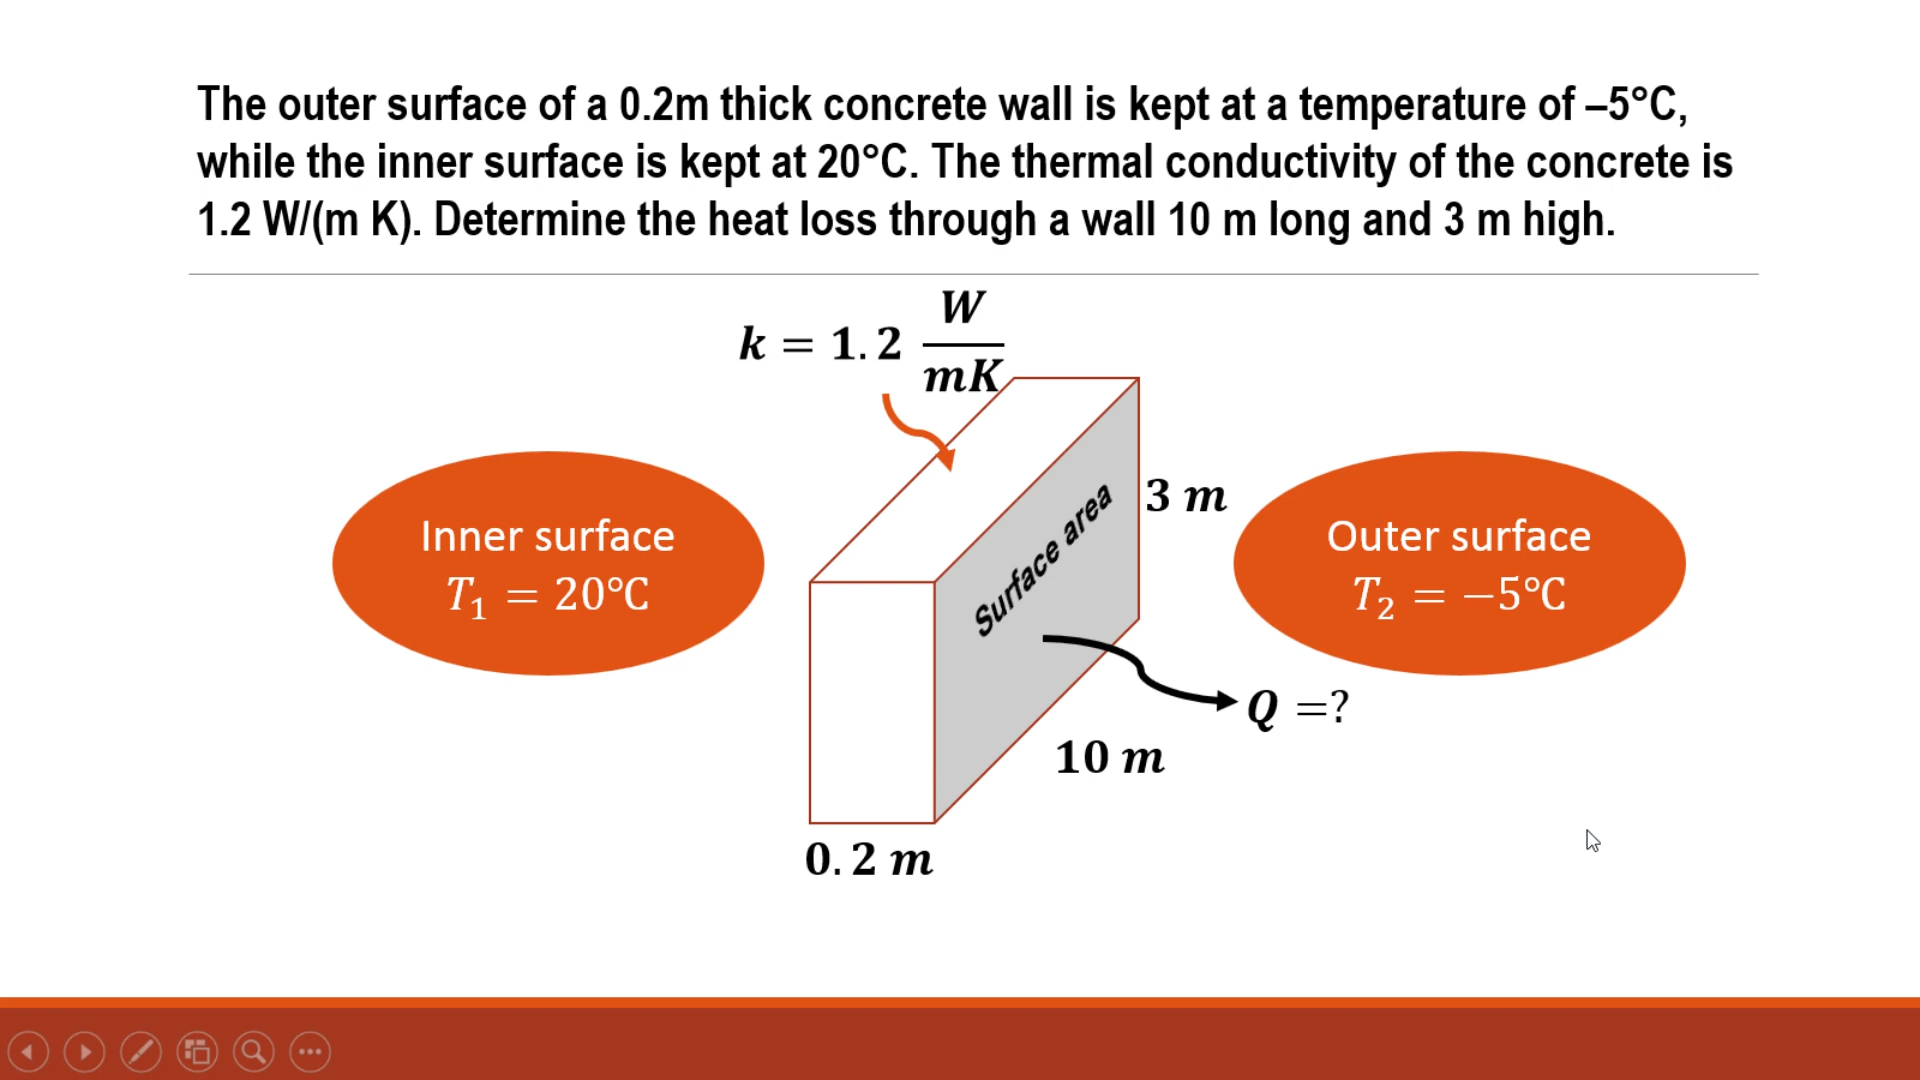 The outer surface of a 0.2m thick concrete wall is kept at a temperature of –5°C,
while the inner surface is kept at 20°C. The thermal conductivity of the concrete is
1.2 W/(m K). Determine the heat loss through a wall 10 m long and 3 m high.
k = 1.2 W/mK
Surface area
3 m
Inner surface
T₁ = 20°C
Outer surface
T₂ = −5°C
Q =?
10 m
0.2 m